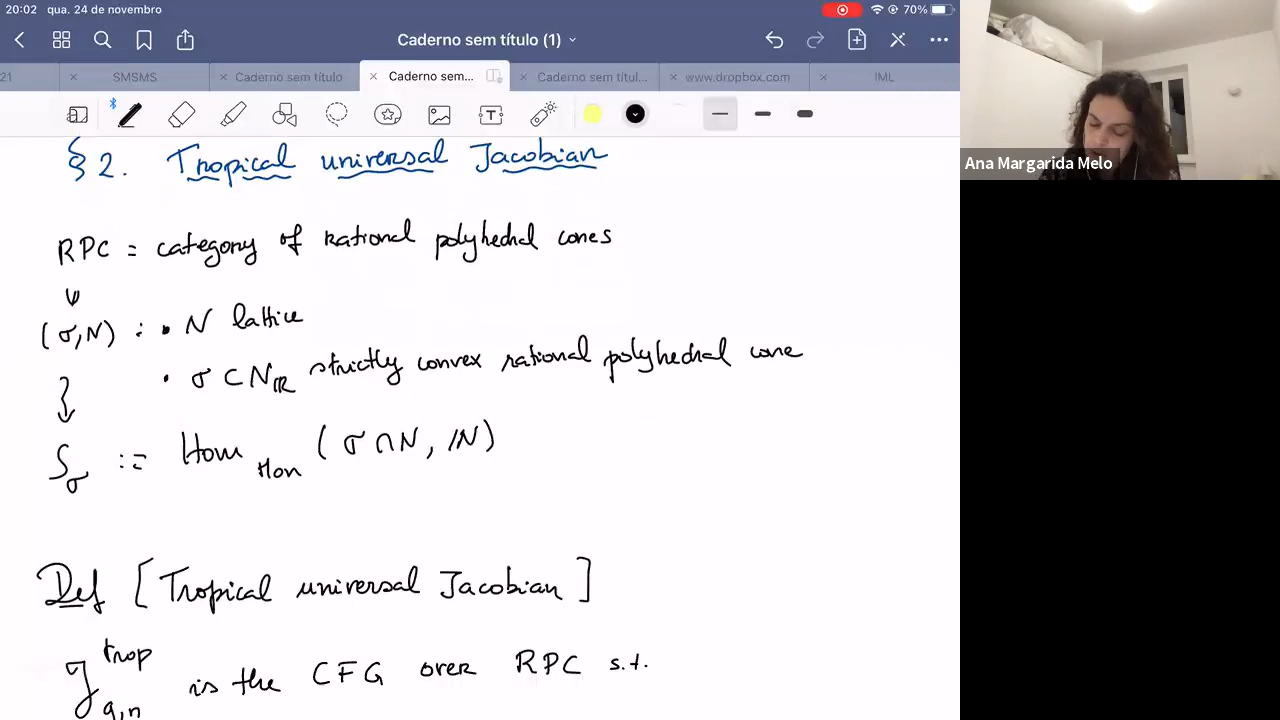 20:02 qua. 24 de novembro 70%
Caderno sem título (1)
21 SMSMS Caderno sem título Caderno sem... Caderno sem títul... www.dropbox.com IML
§ 2. Tropical universal Jacobian
RPC = category of rational polyhedral cones
(σ, N) : • N lattice
• σ ⊂ N_ℝ strictly convex rational polyhedral cone
S_σ := Hom_Mon (σ ∩ N, ℕ)
Def [Tropical universal Jacobian]
J^trop_g,n is the CFG over RPC s.t.
Ana Margarida Melo